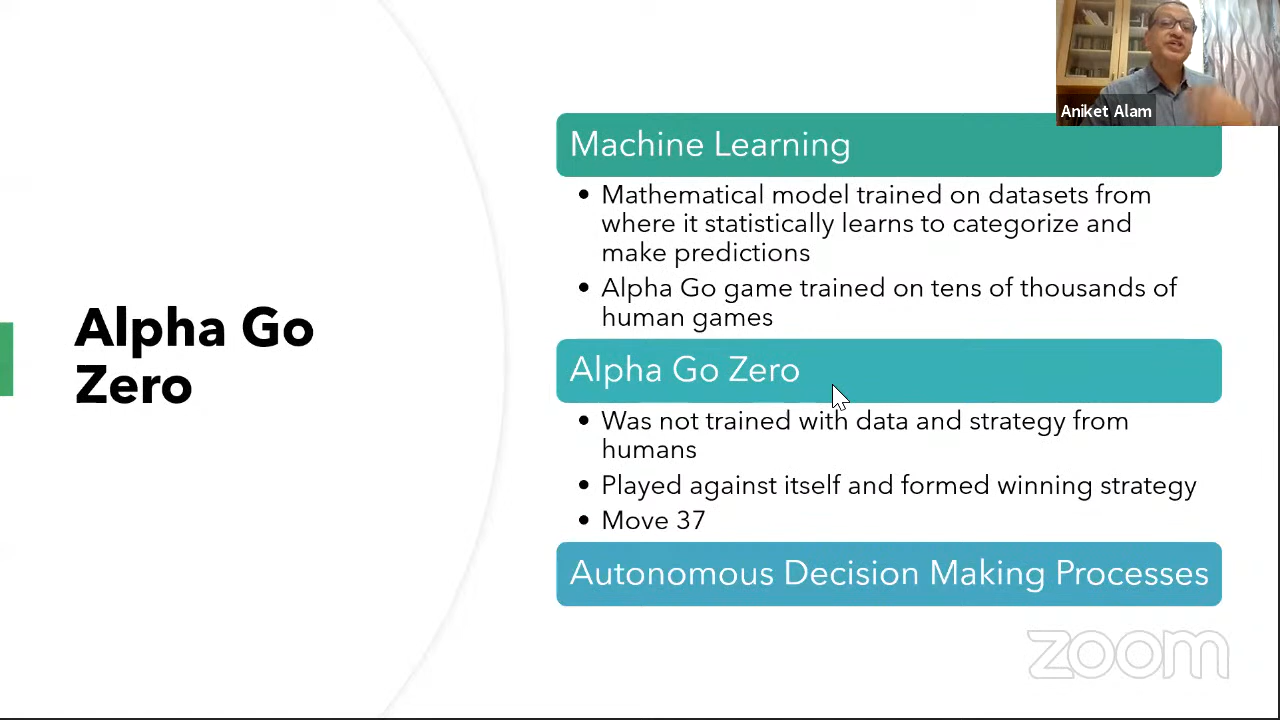 Aniket Alam
Alpha Go
Zero
Machine Learning
• Mathematical model trained on datasets from
where it statistically learns to categorize and
make predictions
• Alpha Go game trained on tens of thousands of
human games
Alpha Go Zero
• Was not trained with data and strategy from
humans
• Played against itself and formed winning strategy
• Move 37
Autonomous Decision Making Processes
zoom